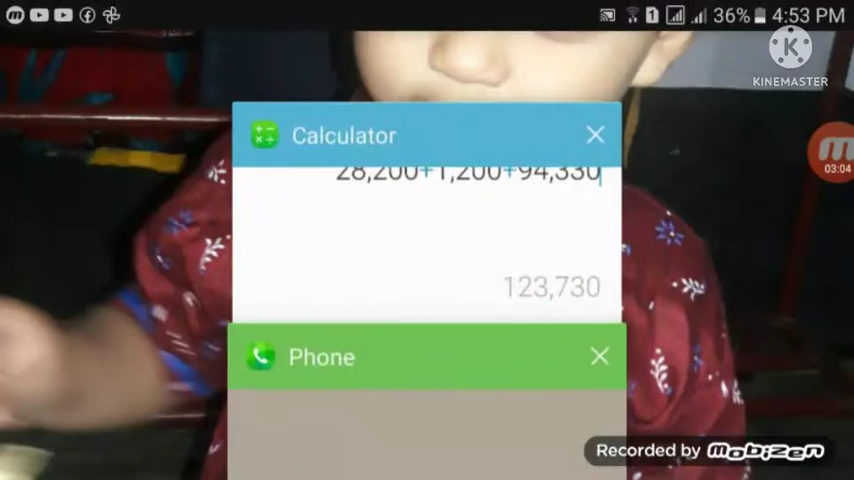 36% 4:53 PM
K
KINEMASTER
Calculator
28,200+1,200+94,330
03:04
123,730
Phone
Recorded by MOBIZEN